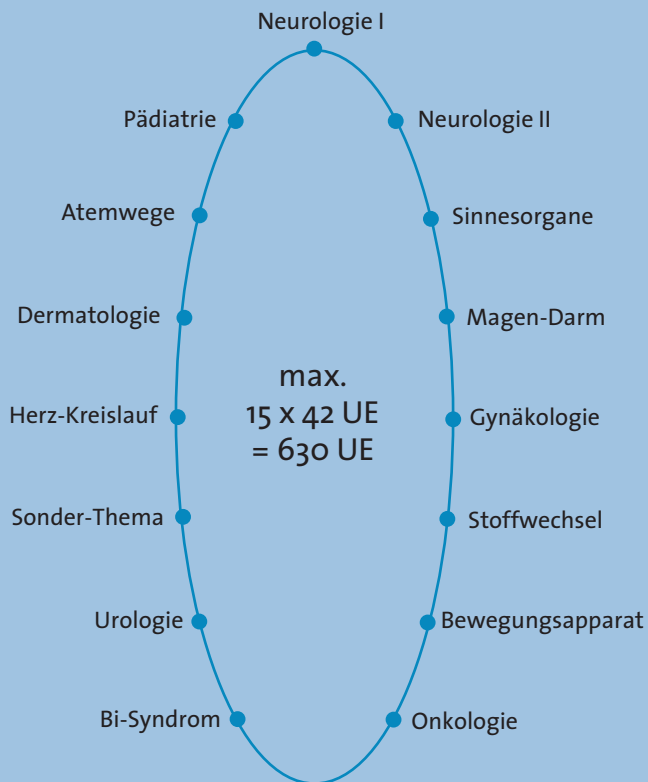 Neurologie I
Pädiatrie
Neurologie II
Atemwege
Sinnesorgane
Dermatologie
Magen-Darm
max.
15 x 42 UE
= 630 UE
Herz-Kreislauf
Gynäkologie
Sonder-Thema
Stoffwechsel
Urologie
Bewegungsapparat
Bi-Syndrom
Onkologie